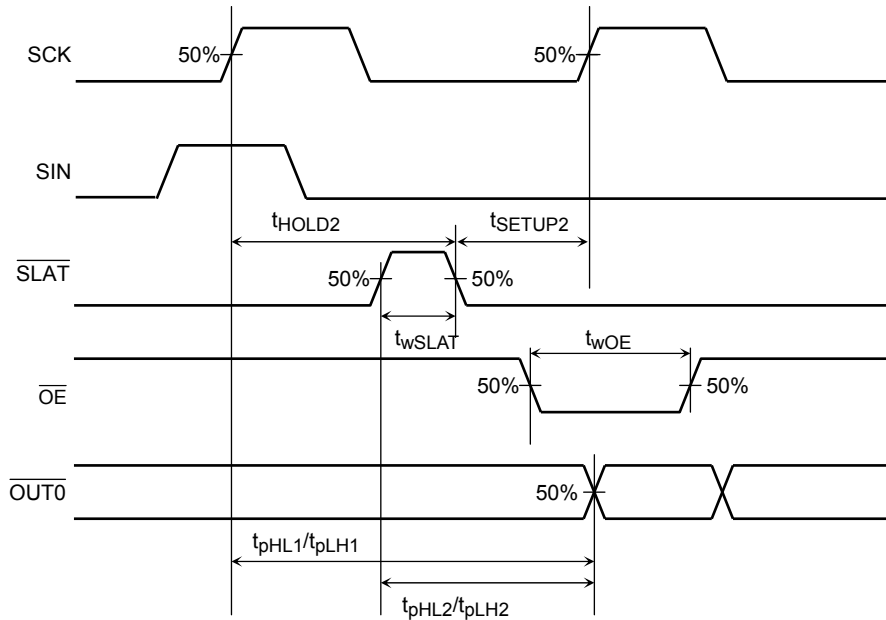 SCK 50% 50%
SIN
tHOLD2 tSETUP2
SLAT 50% 50%
twSLAT twOE
OE 50% 50%
OUT0 50%
tpHL1/tpLH1
tpHL2/tpLH2